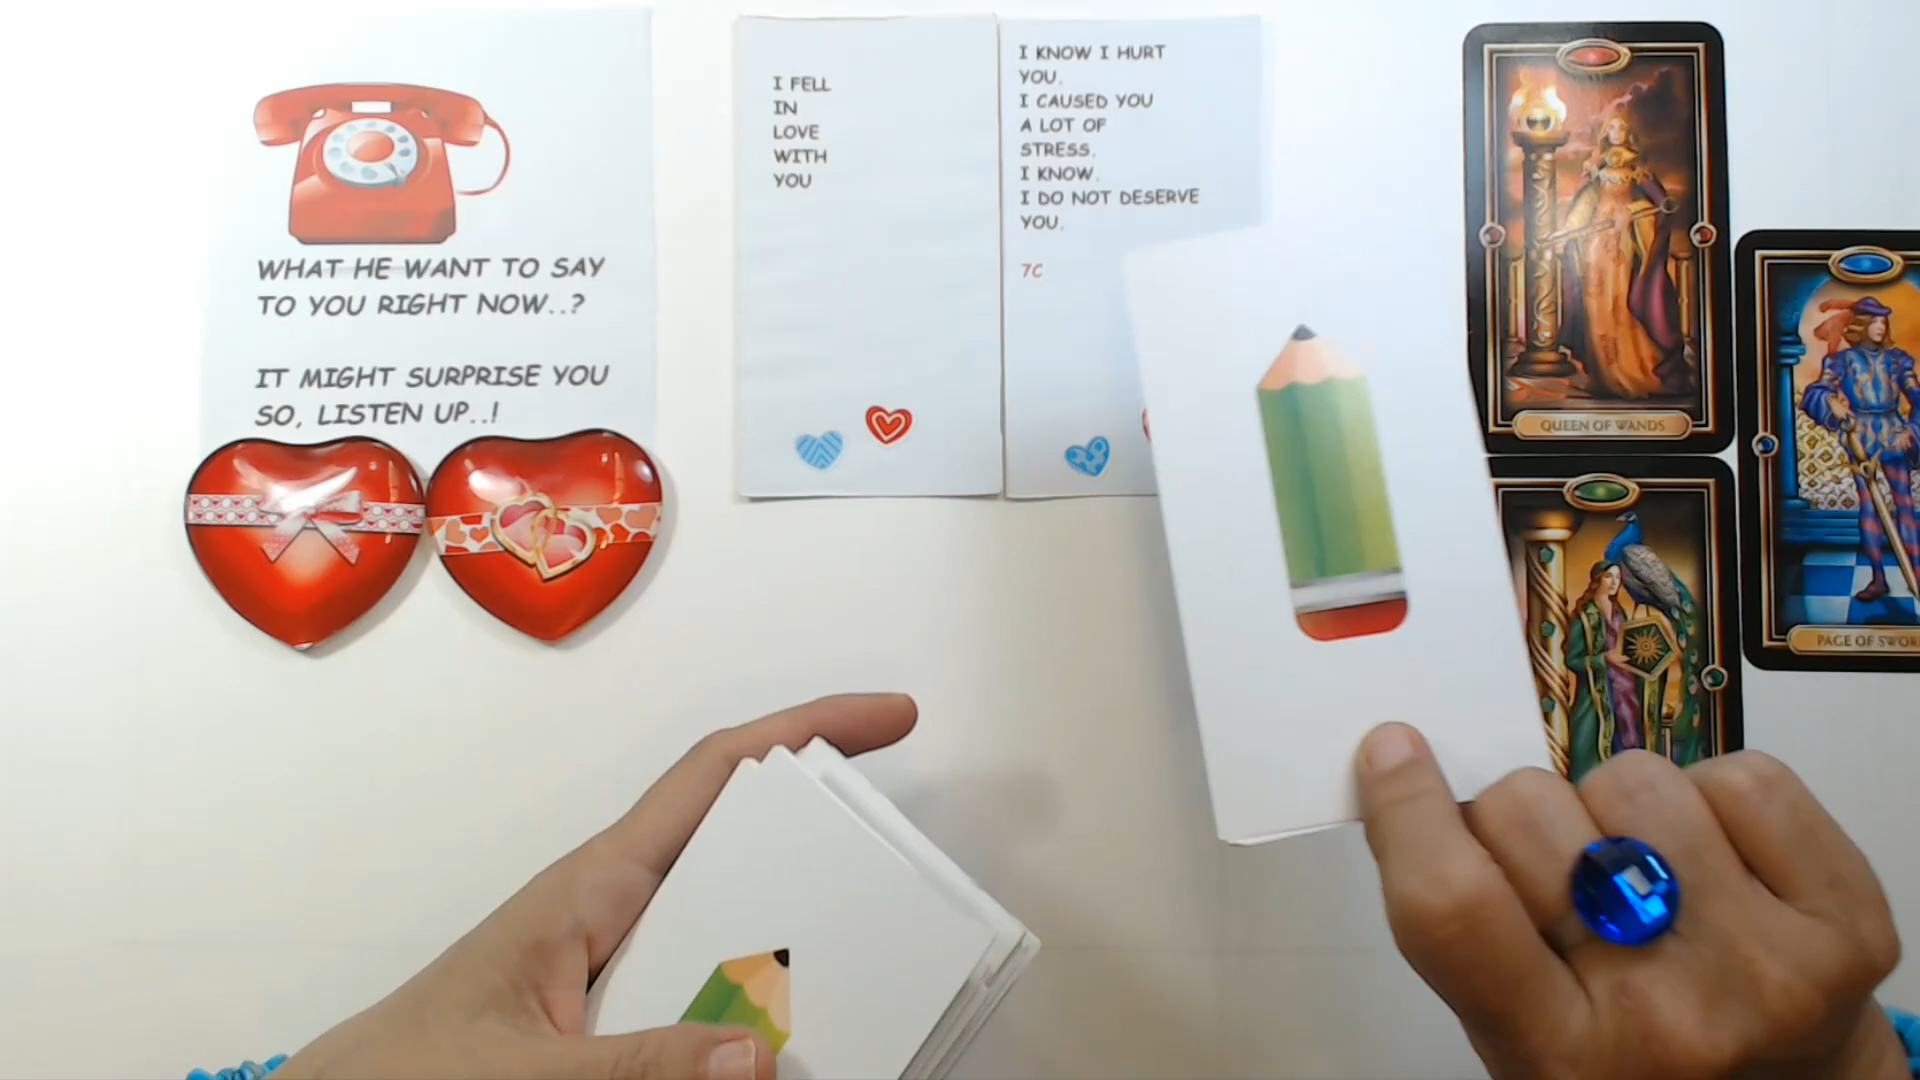 WHAT HE WANT TO SAY
TO YOU RIGHT NOW..?
IT MIGHT SURPRISE YOU
SO, LISTEN UP..!
I FELL
IN
LOVE
WITH
YOU
I KNOW I HURT
YOU.
I CAUSED YOU
A LOT OF
STRESS.
I KNOW.
I DO NOT DESERVE
YOU.
7C
QUEEN OF WANDS
PAGE OF SWOR